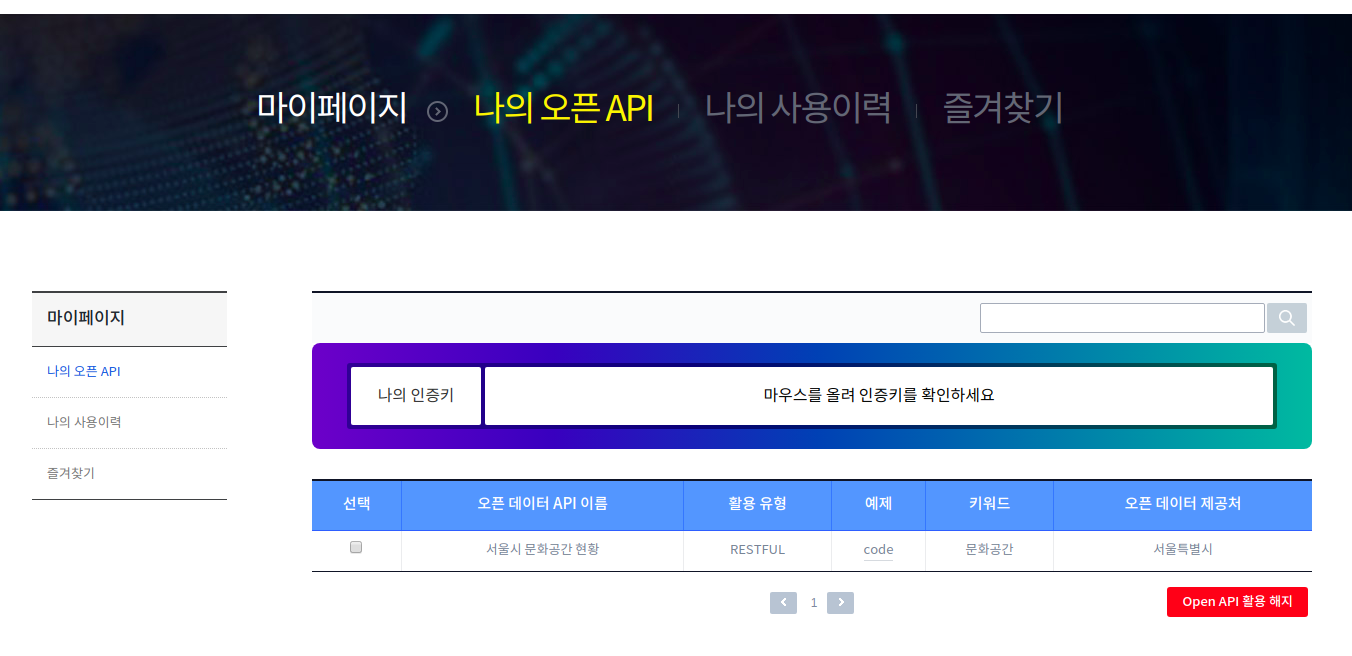 마이페이지 나의 오픈 API 나의 사용이력 즐겨찾기
마이페이지
나의 오픈 API
나의 사용이력
즐겨찾기
나의 인증키 마우스를 올려 인증키를 확인하세요
선택 오픈 데이터 API 이름 활용 유형 예제 키워드 오픈 데이터 제공처
서울시 문화공간 현황 RESTFUL code 문화공간 서울특별시
1
Open API 활용 해지